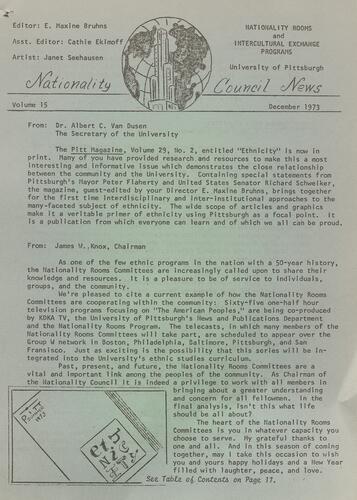 Editor: E. Maxine Bruhns
Asst. Editor: Cathie Ekimoff
Artist: Janet Seehausen
NATIONALITY ROOMS
and
INTERCULTURAL EXCHANGE
PROGRAMS
University of Pittsburgh
Nationality Council News
Volume 15 December 1973
From: Dr. Albert C. Van Dusen
The Secretary of the University
The Pitt Magazine, Volume 29, No. 2, entitled "Ethnicity" is now in
print. Many of you have provided research and resources to make this a most
interesting and informative issue which demonstrates the close relationship
between the community and the University. Containing special statements from
Pittsburgh's Mayor Peter Flaherty and United States Senator Richard Schweiker,
the magazine, guest-edited by your Director E. Maxine Bruhns, brings together
for the first time interdisciplinary and inter-institutional approaches to the
many-faceted subject of ethnicity. The wide scope of articles and graphics
make it a veritable primer of ethnicity using Pittsburgh as a focal point. It
is a publication from which everyone can learn and of which we all can be proud.
From: James W. Knox, Chairman
As one of few ethnic programs in the nation with a 50-year history,
the Nationality Rooms Committees are increasingly called upon to share their
knowledge and resources. It is a pleasure to be of service to individuals,
groups, and the community.
We're pleased to cite a current example of how the Nationality Rooms
Committees are cooperating within the community: Sixty-five one-half hour
television programs focusing on "The American Peoples," are being co-produced
by KDKA TV, the University of Pittsburgh's News and Publications Department
and the Nationality Rooms Program. The telecasts, in which many members of the
Nationality Committees will take part, are scheduled to appear over the
Group W network in Boston, Philadelphia, Baltimore, Pittsburgh, and San
Fransisco. Just as exciting is the possibility that this series will be in-
tegrated into the University's ethnic studies curriculum.
Past, present, and future, the Nationality Rooms Committees are a
vital and important link among the peoples of the community. As Chairman of
the Nationality Council it is indeed a privilege to work with all members in
bringing about a greater understanding
and concern for all fellowmen. In the
final analysis, isn't this what life
should be all about?
The heart of the Nationality Rooms
Committees is you in whatever capacity you
choose to serve. My grateful thanks to
one and all. And in this season of coming
together, may I take this occasion to wish
you and yours happy holidays and a New Year
filled with laughter, peace, and love.
See Table of Contents on Page 17.